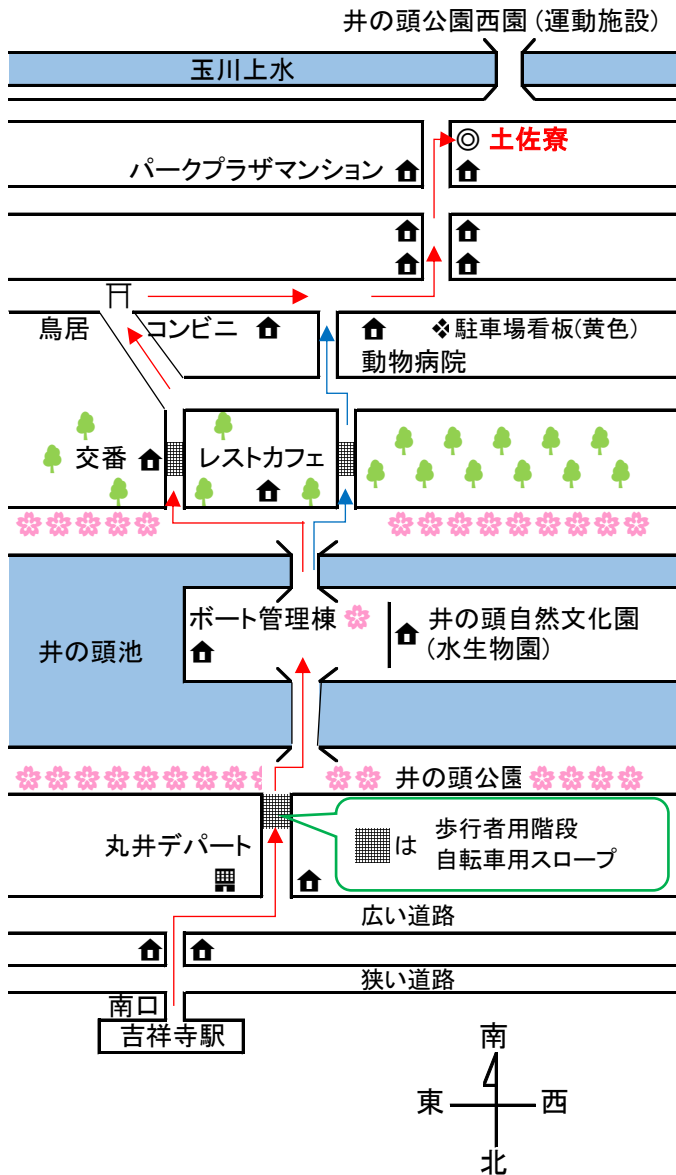 井の頭公園西園(運動施設)
玉川上水
土佐寮
パークプラザマンション
鳥居
コンビニ
駐車場看板(黄色)
動物病院
交番
レストカフェ
ボート管理棟
井の頭自然文化園
(水生物園)
井の頭池
井の頭公園
丸井デパート
は
歩行者用階段
自転車用スロープ
広い道路
狭い道路
南口
吉祥寺駅
南
東
西
北